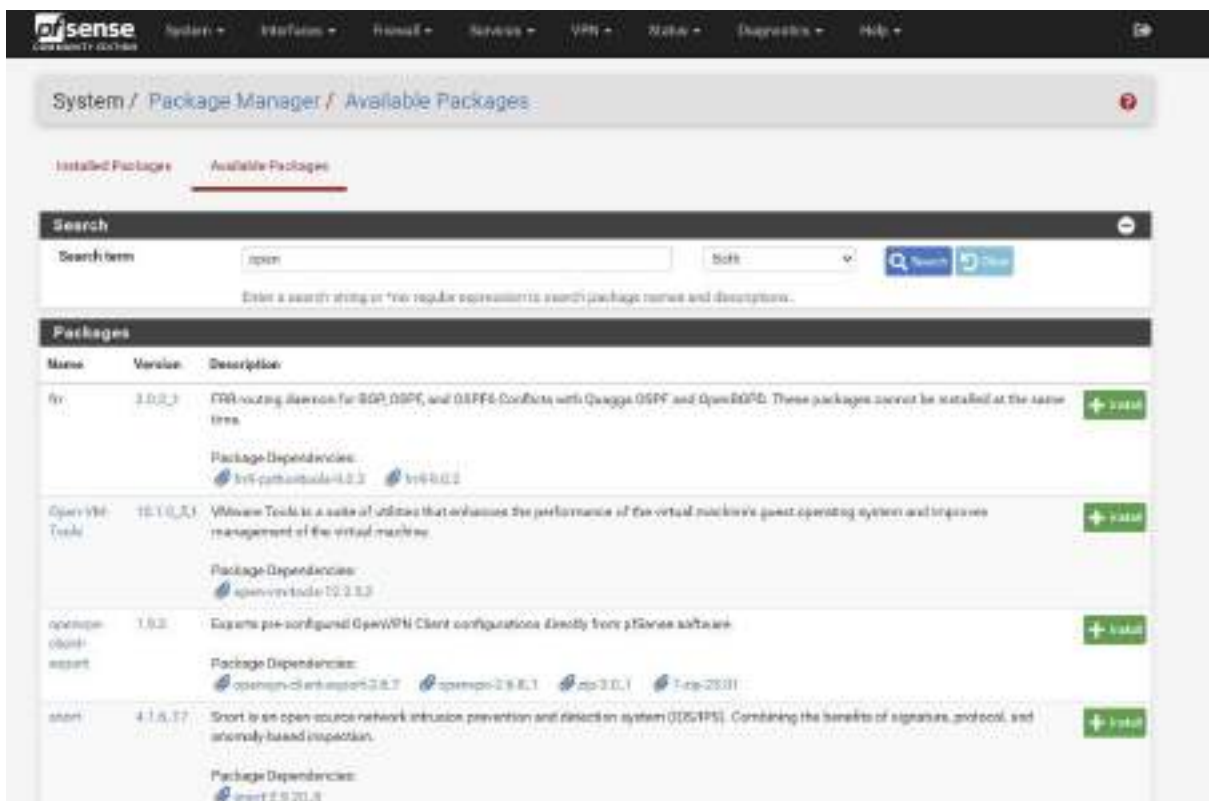 pfsense
COMMUNITY EDITION
System Interfaces Firewall Services VPN Status Diagnostics Help
System / Package Manager / Available Packages
Installed Packages Available Packages
Search
Search term open Both Search Clear
Enter a search string or *nix regular expression to search package names and descriptions.
Packages
Name Version Description
frr FRR routing daemon for BGP, OSPF, and OSPF6 Conflicts with Quagga OSPF and OpenBGPD. These packages cannot be installed at the same
time.
Install
Package Dependencies:
Open-VM-
Tools
VMware Tools is a suite of utilities that enhances the performance of the virtual machine's guest operating system and improves
management of the virtual machine.
Install
Package Dependencies:
openvpn-
client-
export
Exports pre-configured OpenVPN Client configurations directly from pfSense software.
Install
Package Dependencies:
snort 4.1.6_17 Snort is an open source network intrusion prevention and detection system (IDS/IPS). Combining the benefits of signature, protocol, and
anomaly-based inspection.
Install
Package Dependencies: